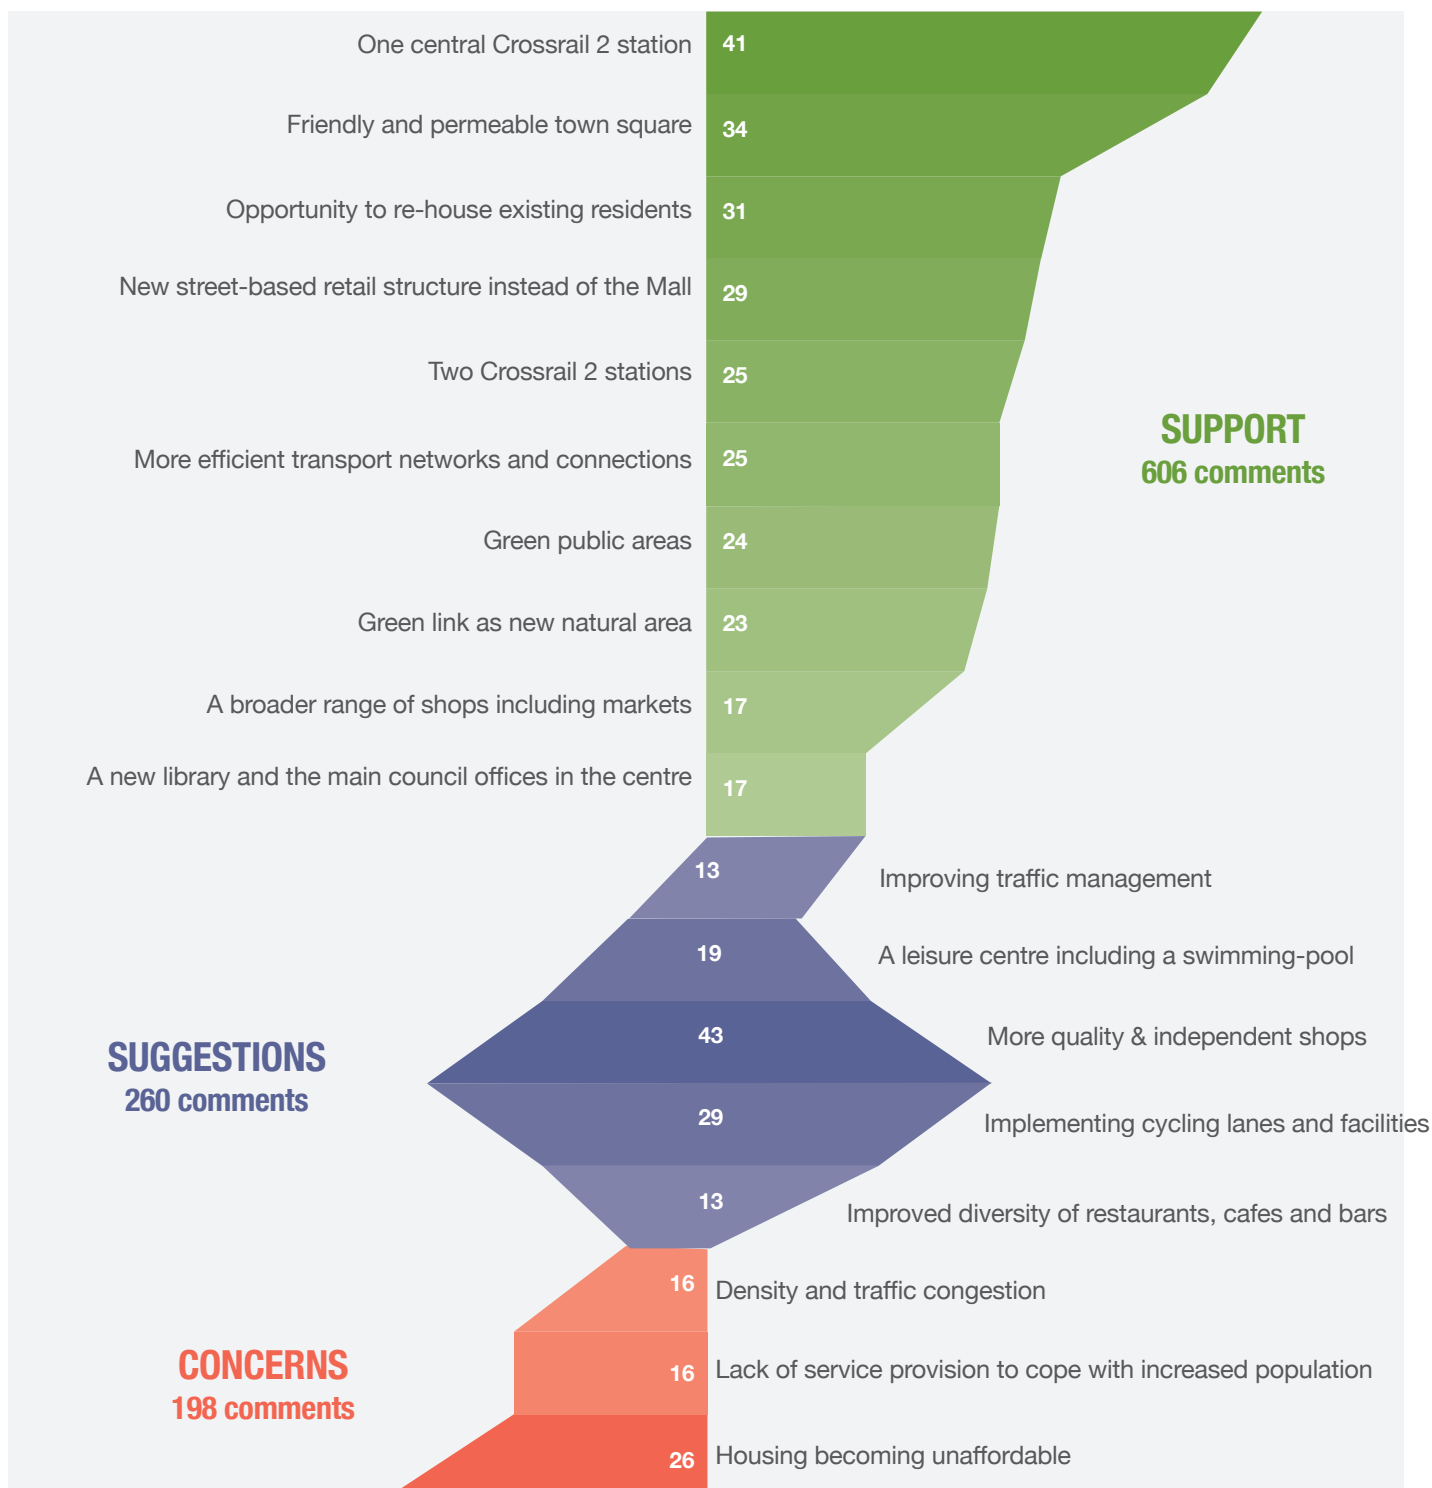 One central Crossrail 2 station 41
Friendly and permeable town square 34
Opportunity to re-house existing residents 31
New street-based retail structure instead of the Mall 29
Two Crossrail 2 stations 25
SUPPORT
606 comments
More efficient transport networks and connections 25
Green public areas 24
Green link as new natural area 23
A broader range of shops including markets 17
A new library and the main council offices in the centre 17
13 Improving traffic management
19 A leisure centre including a swimming-pool
43 More quality & independent shops
SUGGESTIONS
260 comments
29 Implementing cycling lanes and facilities
13 Improved diversity of restaurants, cafes and bars
16 Density and traffic congestion
CONCERNS
198 comments
16 Lack of service provision to cope with increased population
26 Housing becoming unaffordable